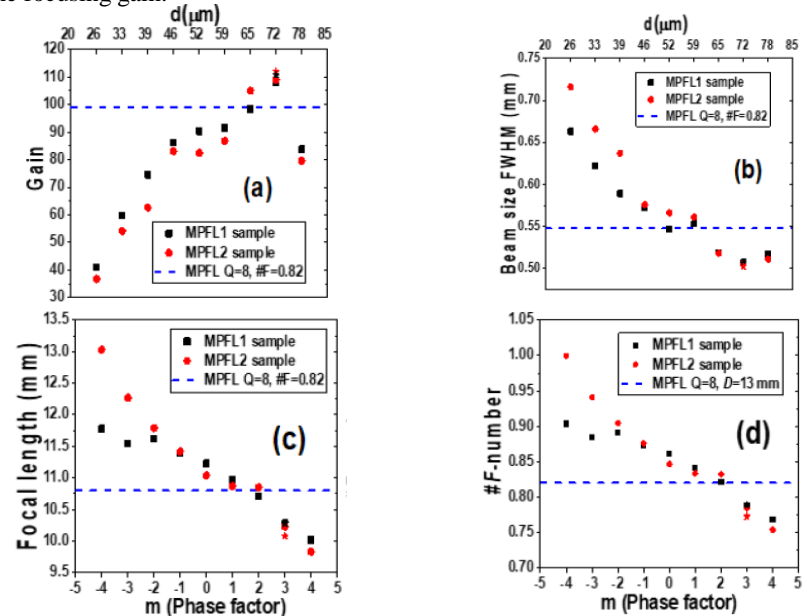 e focusing gain.
d(μm)
20 26 33 39 46 52 59 65 72 78 85
120
110
100
90
80
70
60
50
40
30
Gain
(a)
MPFL1 sample
MPFL2 sample
MPFL Q=8, #F=0.82
d(μm)
20 26 33 39 46 52 59 65 72 78 85
0.75
0.70
0.65
0.60
0.55
0.50
Beam size FWHM (mm)
MPFL1 sample
MPFL2 sample
MPFL Q=8, #F=0.82
(b)
13.5
13.0
12.5
12.0
11.5
11.0
10.5
10.0
9.5
Focal length (mm)
MPFL1 sample
MPFL2 sample
MPFL Q=8, #F=0.82
(c)
-5 -4 -3 -2 -1 0 1 2 3 4 5
m (Phase factor)
1.05
1.00
0.95
0.90
0.85
0.80
0.75
0.70
#F-number
MPFL1 sample
MPFL2 sample
MPFL Q=8, D=13 mm
(d)
-5 -4 -3 -2 -1 0 1 2 3 4 5
m (Phase factor)